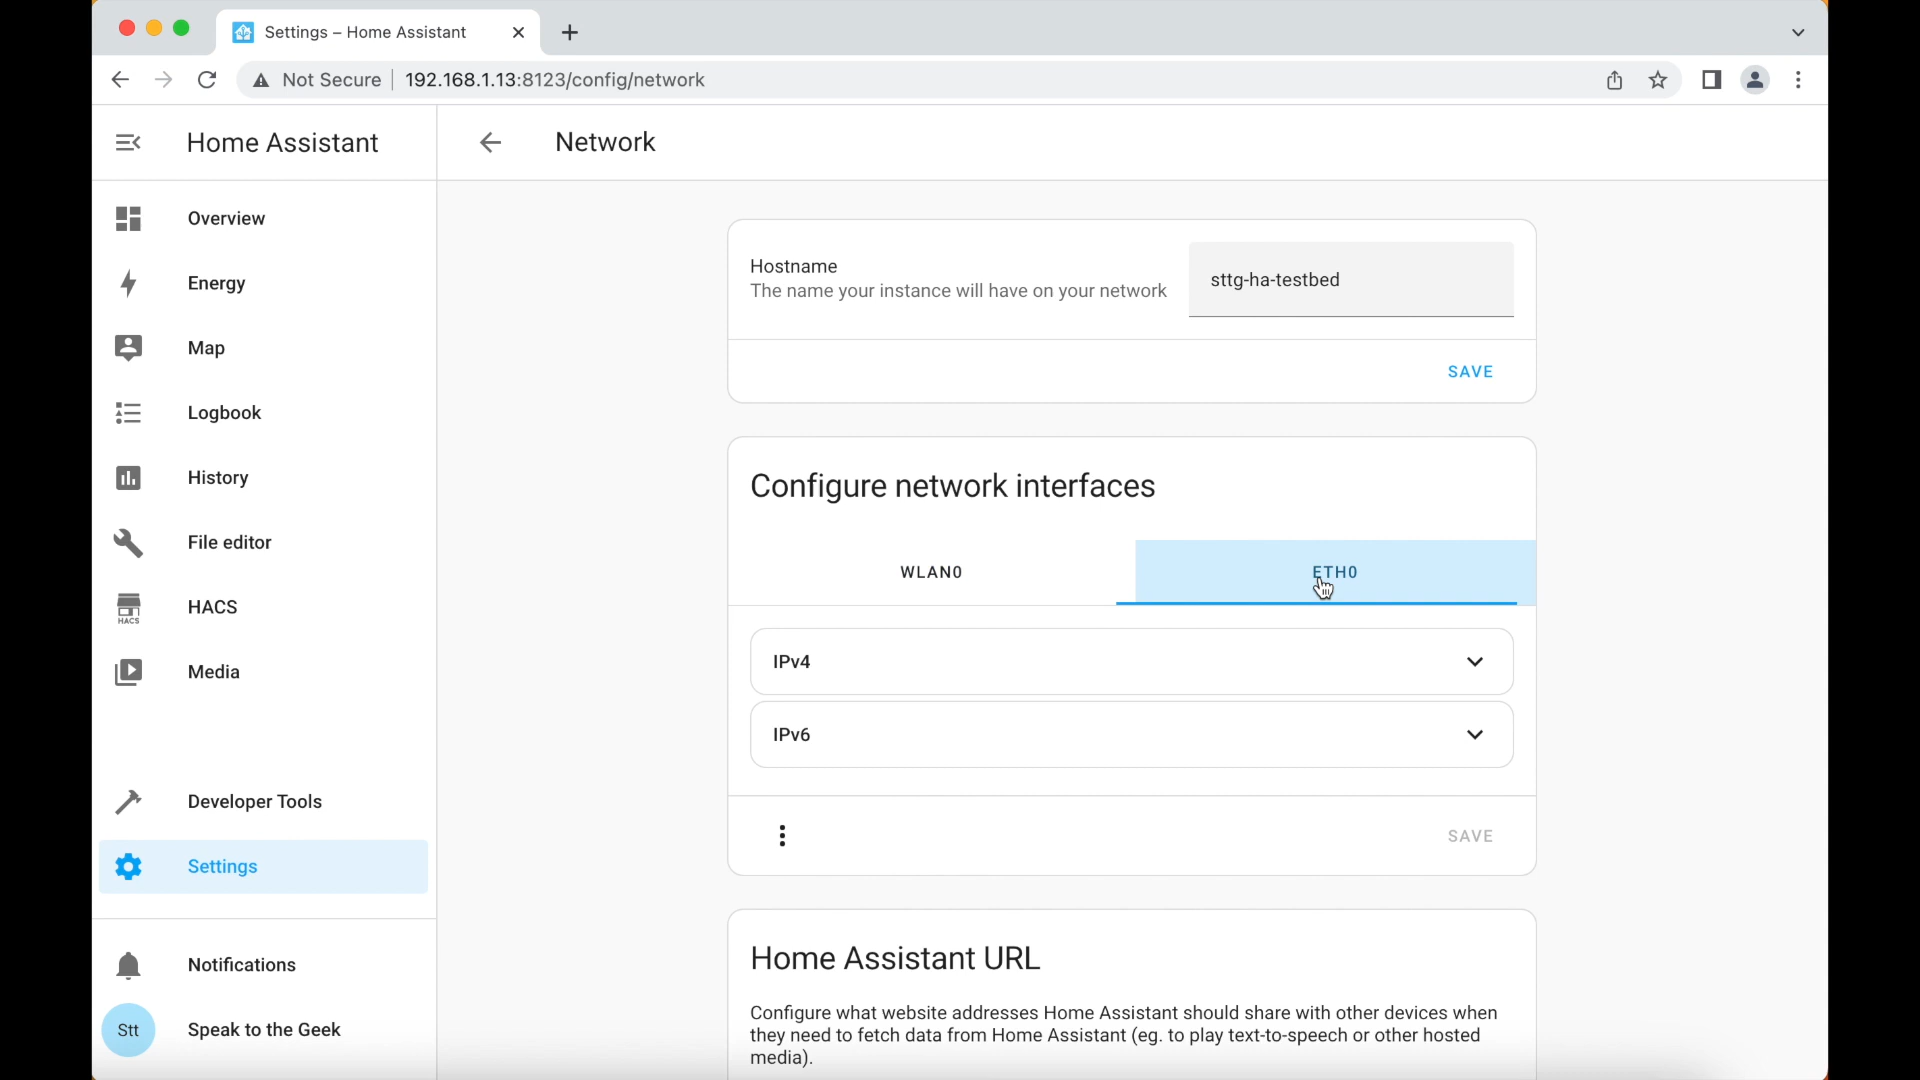 Settings – Home Assistant
Not Secure
192.168.1.13:8123/config/network
Home Assistant
Network
Overview
Energy
Map
Logbook
History
File editor
HACS
HACS
Media
Developer Tools
Settings
Notifications
Stt
Speak to the Geek
Hostname
The name your instance will have on your network
sttg-ha-testbed
SAVE
Configure network interfaces
WLAN0
ETH0
IPv4
IPv6
SAVE
Home Assistant URL
Configure what website addresses Home Assistant should share with other devices when
they need to fetch data from Home Assistant (eg. to play text-to-speech or other hosted
media).